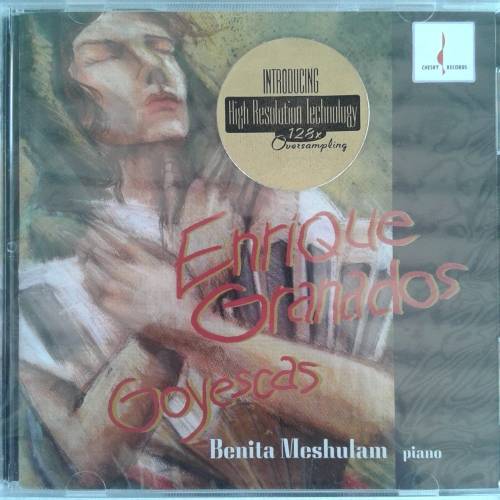 INTRODUCING
High Resolution Technology
128x
Oversampling
CHESKY RECORDS
Enrique
Granados
Goyescas
Benita Meshulam piano